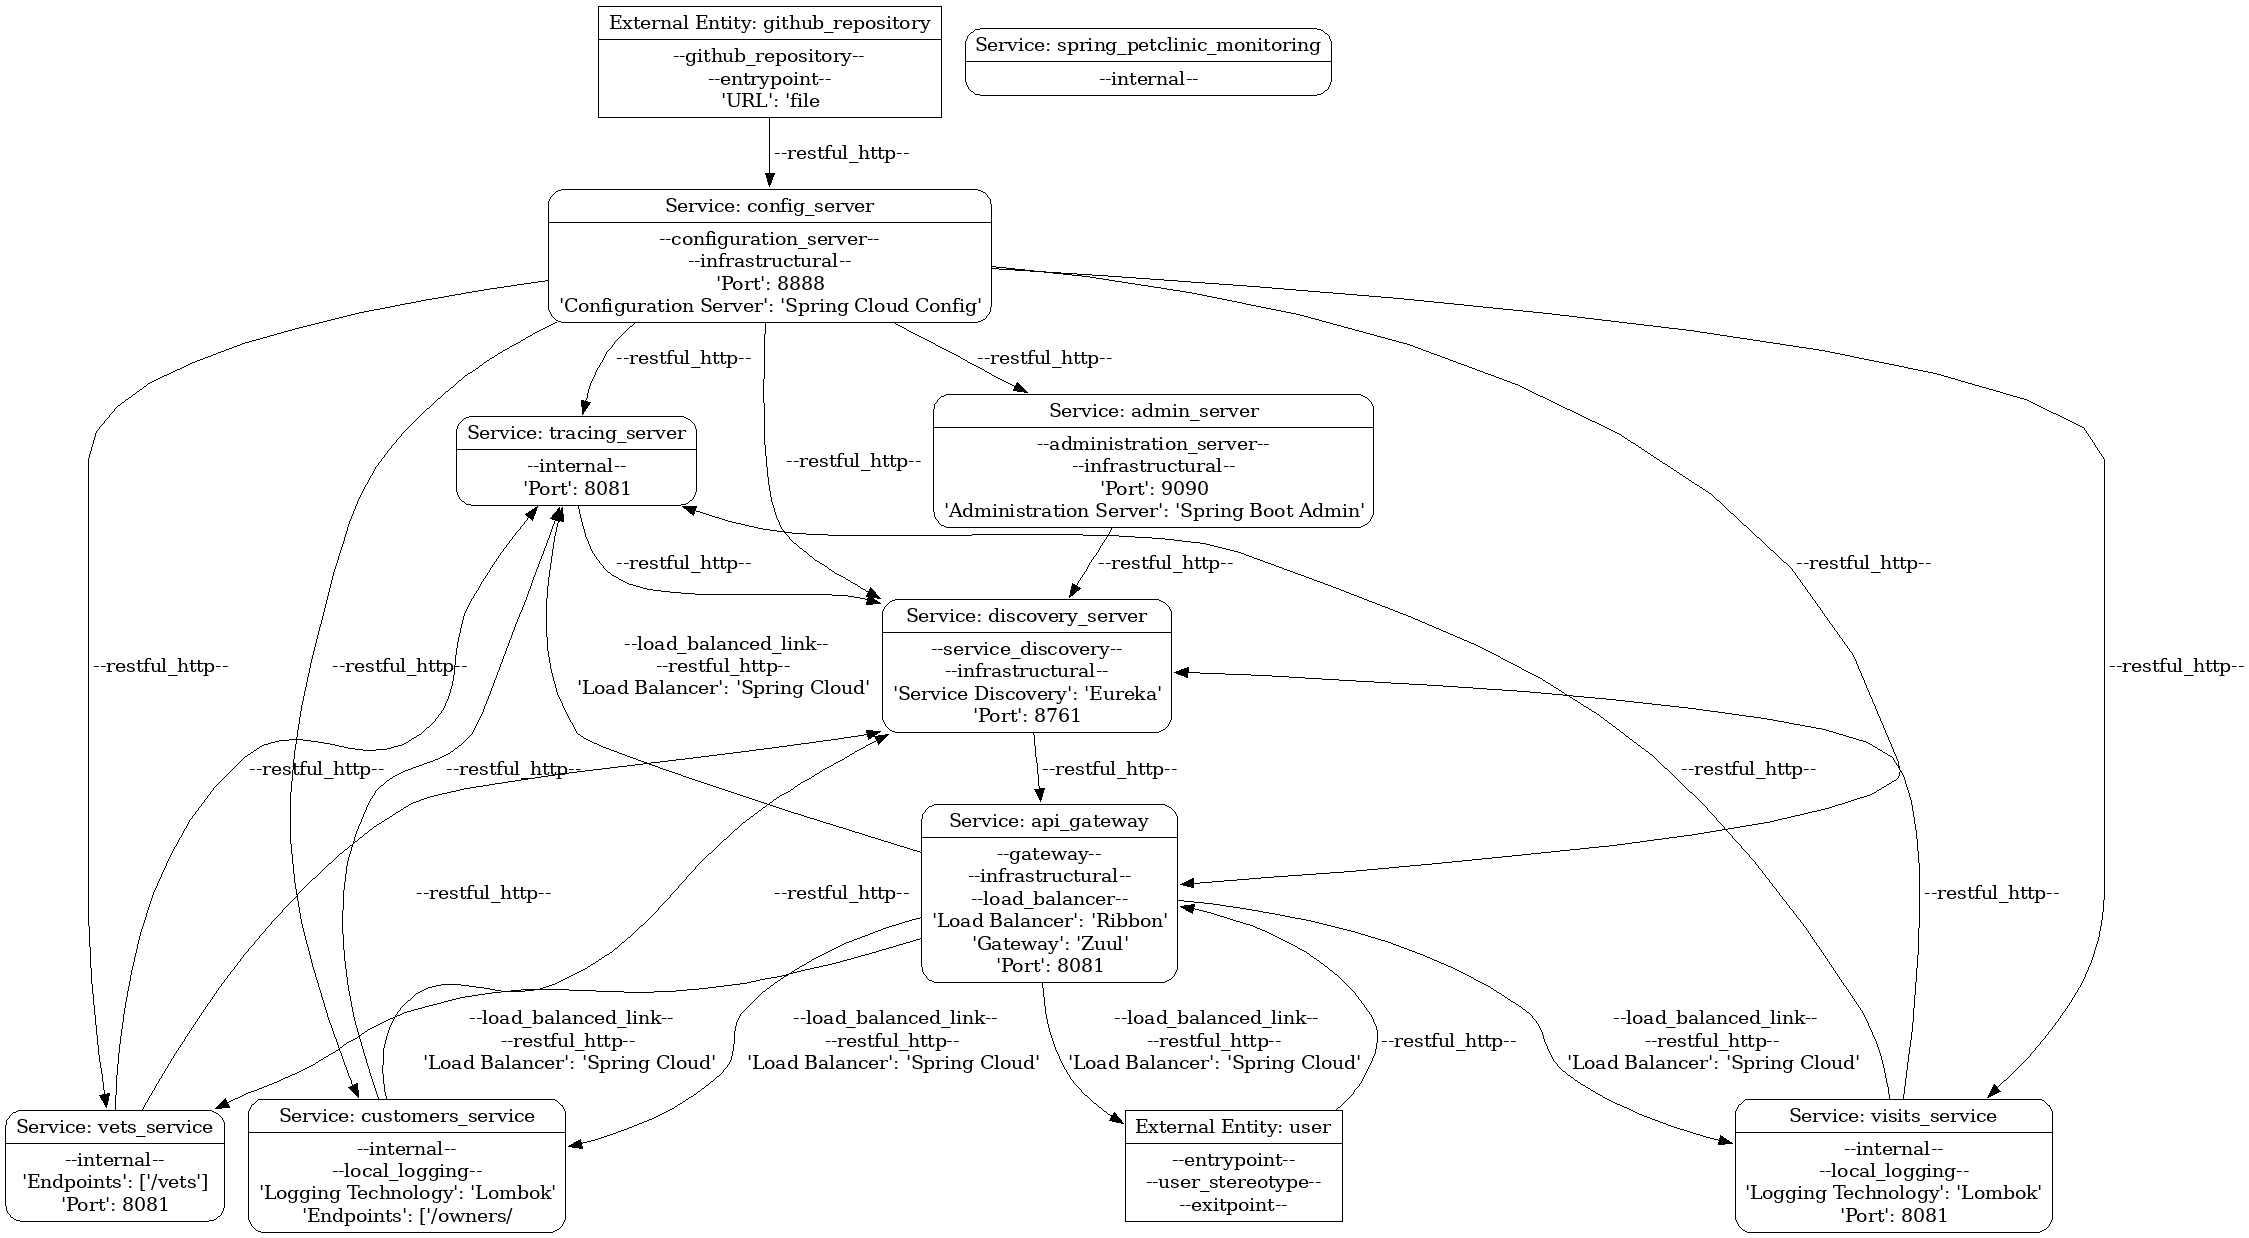 External Entity: github_repository
--github_repository--
--entrypoint--
'URL': 'file
Service: spring_petclinic_monitoring
--internal--
--restful_http--
Service: config_server
--configuration_server--
--infrastructural--
'Port': 8888
'Configuration Server': 'Spring Cloud Config'
--restful_http--
--restful_http--
Service: tracing_server
--internal--
'Port': 8081
--restful_http--
Service: admin_server
--administration_server--
--infrastructural--
'Port': 9090
'Administration Server': 'Spring Boot Admin'
--restful_http--
--restful_http--
--restful_http--
--restful_http--
--restful_http--
--load_balanced_link--
--restful_http--
'Load Balancer': 'Spring Cloud'
Service: discovery_server
--service_discovery--
--infrastructural--
'Service Discovery': 'Eureka'
'Port': 8761
--restful_http--
--restful_http--
--restful_http--
--restful_http--
--restful_http--
--restful_http--
--restful_http--
Service: api_gateway
--gateway--
--infrastructural--
--load_balancer--
'Load Balancer': 'Ribbon'
'Gateway': 'Zuul'
'Port': 8081
--restful_http--
--load_balanced_link--
--restful_http--
'Load Balancer': 'Spring Cloud'
--load_balanced_link--
--restful_http--
'Load Balancer': 'Spring Cloud'
--load_balanced_link--
--restful_http--
'Load Balancer': 'Spring Cloud'
--restful_http--
--load_balanced_link--
--restful_http--
'Load Balancer': 'Spring Cloud'
Service: vets_service
--internal--
'Endpoints': ['/vets']
'Port': 8081
Service: customers_service
--internal--
--local_logging--
'Logging Technology': 'Lombok'
'Endpoints': ['/owners/
External Entity: user
--entrypoint--
--user_stereotype--
--exitpoint--
Service: visits_service
--internal--
--local_logging--
'Logging Technology': 'Lombok'
'Port': 8081